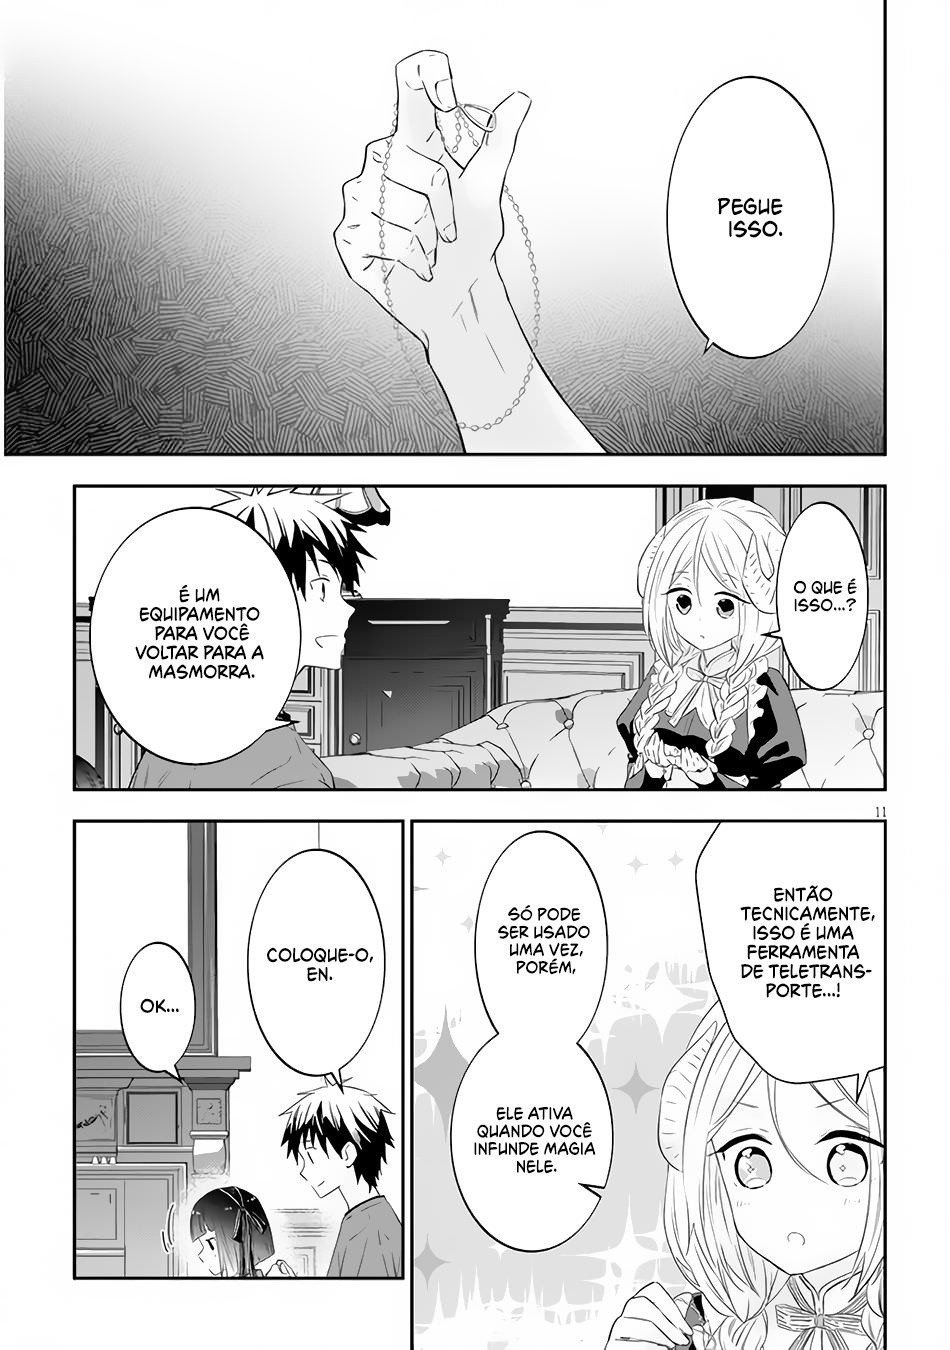 PEGUE
ISSO.
O QUE É
ISSO...?
É UM
EQUIPAMENTO
PARA VOCÊ
VOLTAR PARA A
MASMORRA.
11
ENTÃO
TECNICAMENTE,
ISSO É UMA
FERRAMENTA
DE TELETRANS-
PORTE...!
SÓ PODE
SER USADO
UMA VEZ,
PORÉM,
ELE ATIVA
QUANDO VOCÊ
INFUNDE MAGIA
NELE.
COLOQUE-O,
EN.
OK...